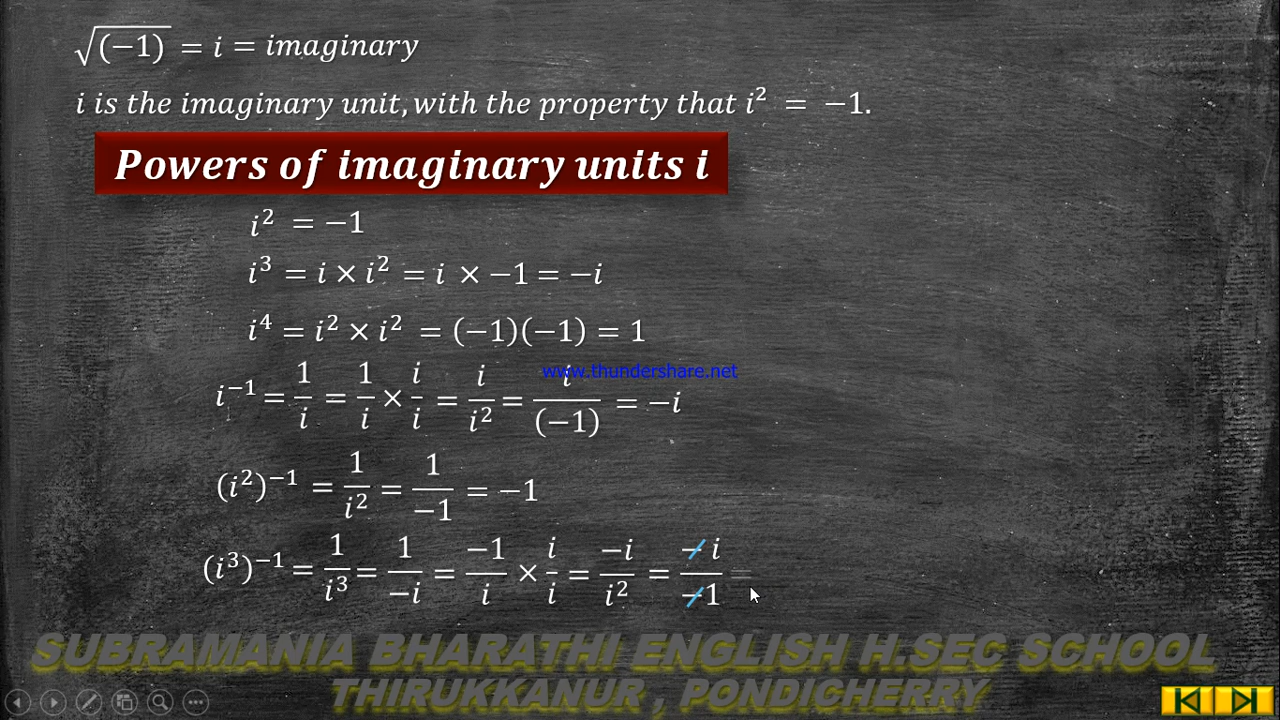 √(−1) = i = imaginary
i is the imaginary unit, with the property that i² = −1.
Powers of imaginary units i
i² = −1
i³ = i × i² = i × −1 = −i
i⁴ = i² × i² = (−1)(−1) = 1
www.thundershare.net
i⁻¹ = 1/i = 1/i × i/i = i/i² = i/(−1) = −i
(i²)⁻¹ = 1/i² = 1/−1 = −1
(i³)⁻¹ = 1/i³ = 1/−i = −1/i × i/i = −i/i² = −i/−1 =
SUBRAMANIA BHARATHI ENGLISH H.SEC SCHOOL
THIRUKKANUR , PONDICHERRY